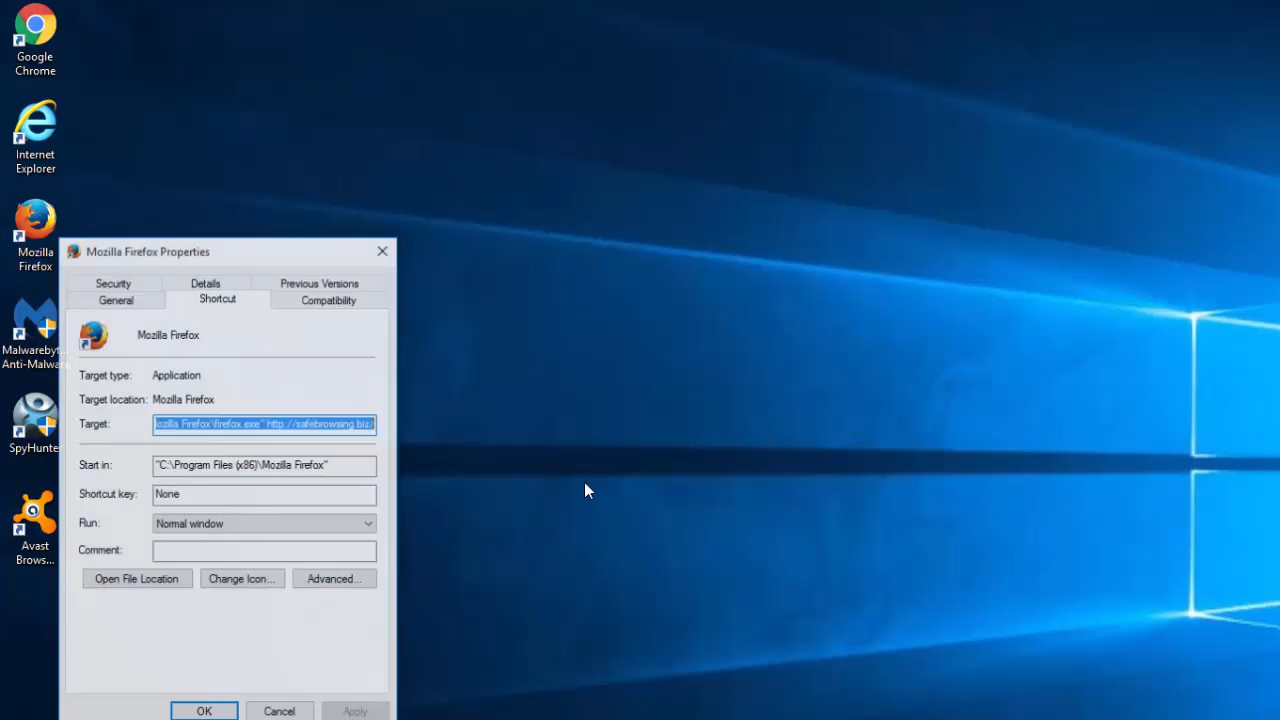 Google
Chrome
Internet
Explorer
Mozilla
Firefox
Malwareby...
Anti-Malware
SpyHunter
Avast
Brows...
Mozilla Firefox Properties
Security Details Previous Versions
General Shortcut Compatibility
Mozilla Firefox
Target type: Application
Target location: Mozilla Firefox
Target: ozilla Firefox\firefox.exe" http://safebrowsing.biz/
Start in: "C:\Program Files (x86)\Mozilla Firefox"
Shortcut key: None
Run: Normal window
Comment:
Open File Location Change Icon... Advanced...
OK Cancel Apply